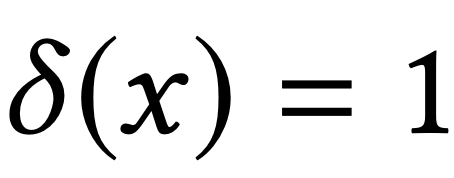 δ(x) = 1